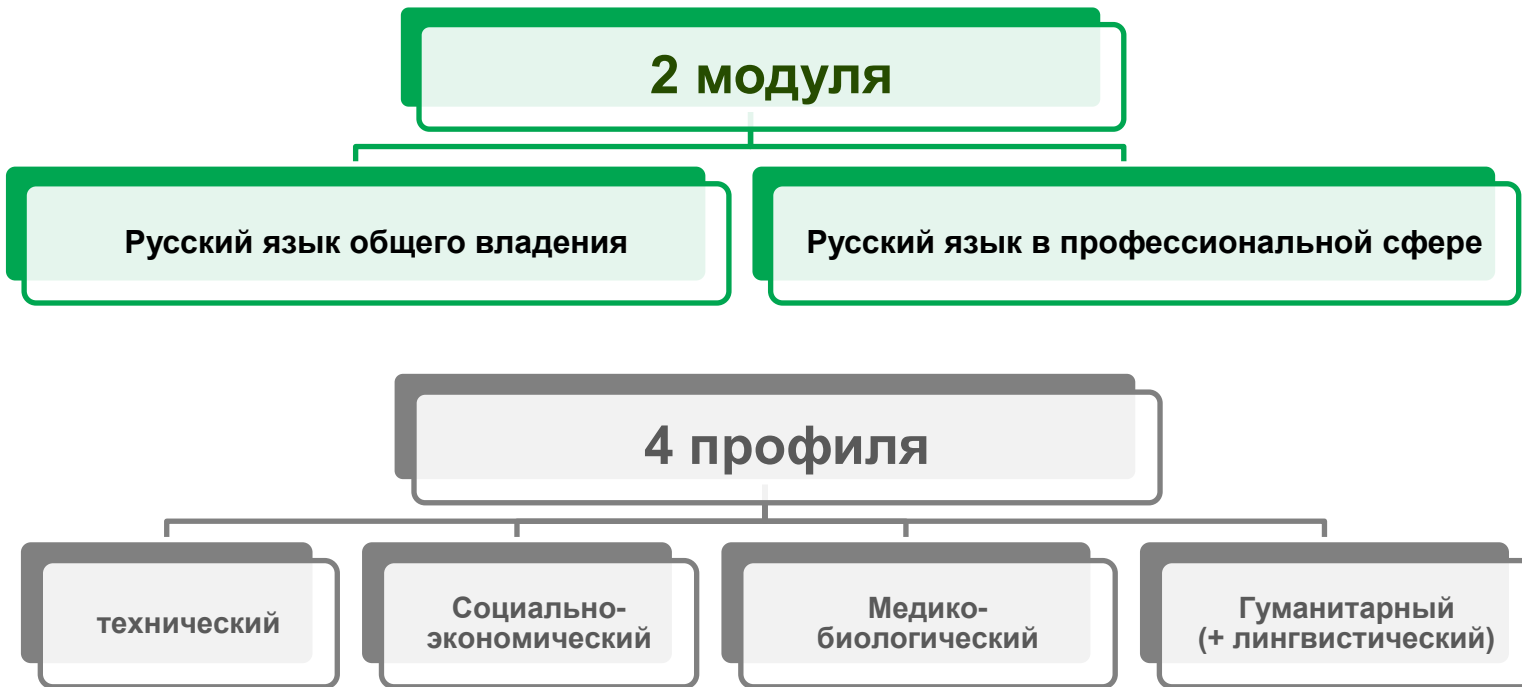 2 модуля
Русский язык общего владения
Русский язык в профессиональной сфере
4 профиля
технический
Социально-
экономический
Медико-
биологический
Гуманитарный
(+ лингвистический)